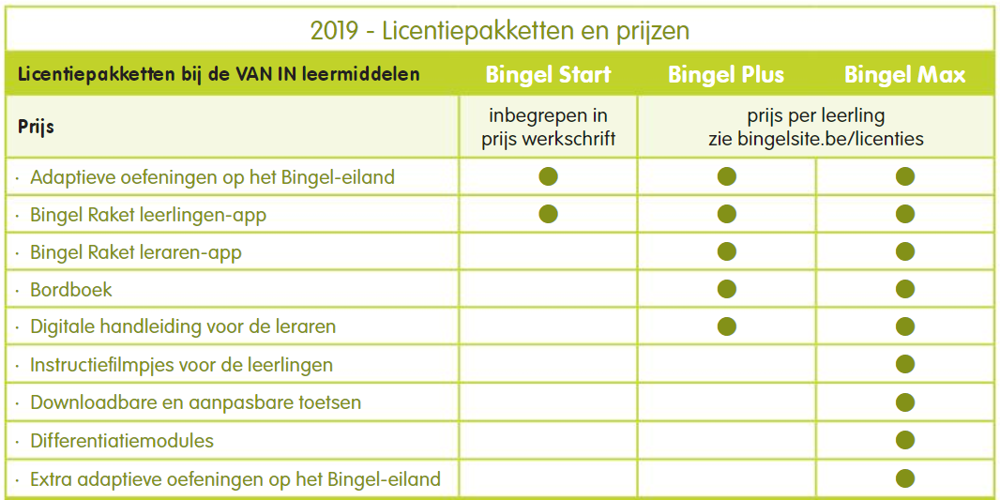 2019 - Licentiepakketten en prijzen
Licentiepakketten bij de VAN IN leermiddelen Bingel Start Bingel Plus Bingel Max
Prijs
inbegrepen in
prijs werkschrift
prijs per leerling
zie bingelsite.be/licenties
· Adaptieve oefeningen op het Bingel-eiland ● ● ●
· Bingel Raket leerlingen-app ● ● ●
· Bingel Raket leraren-app ● ●
· Bordboek ● ●
· Digitale handleiding voor de leraren ● ●
· Instructiefilmpjes voor de leerlingen ●
· Downloadbare en aanpasbare toetsen ●
· Differentiatiemodules ●
· Extra adaptieve oefeningen op het Bingel-eiland ●